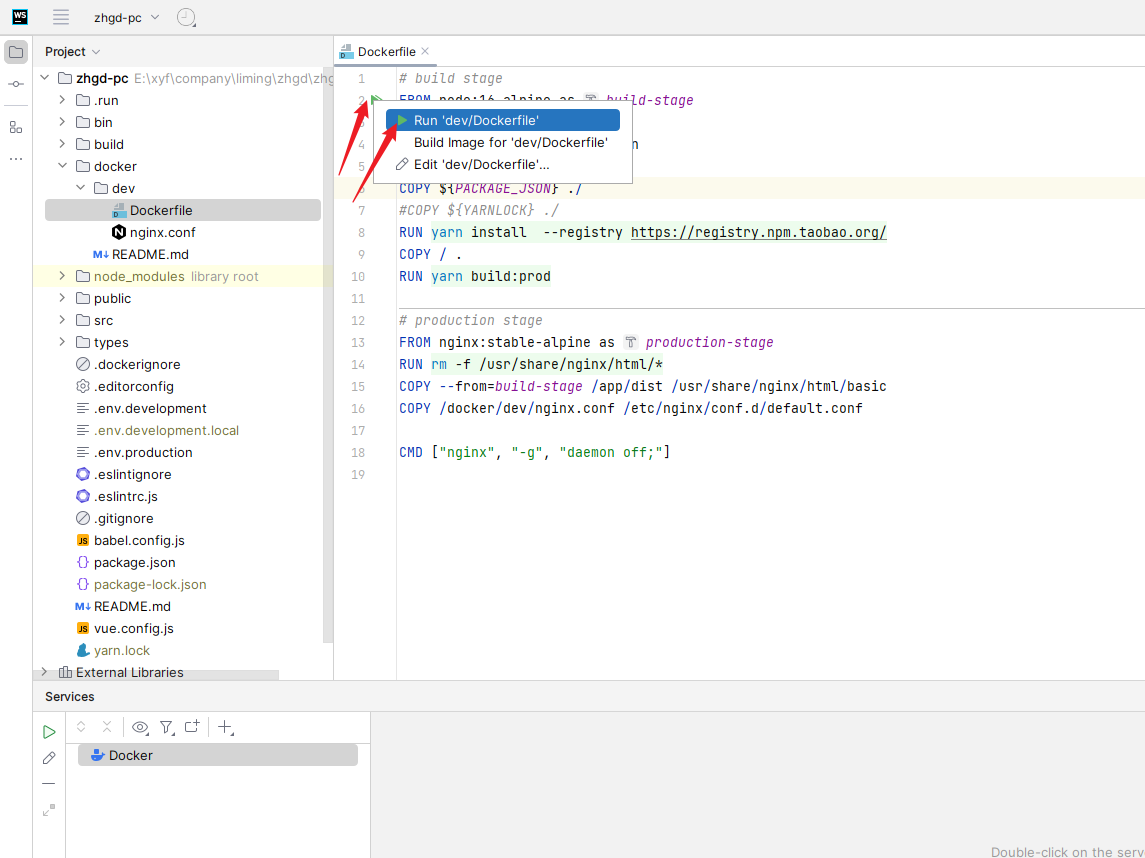 WS
zhgd-pc
Project
Dockerfile
zhgd-pc E:\xyf\company\liming\zhgd\zhg
.run
bin
build
docker
dev
Dockerfile
nginx.conf
README.md
node_modules library root
public
src
types
.dockerignore
.editorconfig
.env.development
.env.development.local
.env.production
.eslintignore
.eslintrc.js
.gitignore
babel.config.js
package.json
package-lock.json
README.md
vue.config.js
yarn.lock
External Libraries
1 # build stage
2 FROM node:16-alpine as build-stage
Run 'dev/Dockerfile'
Build Image for 'dev/Dockerfile'
Edit 'dev/Dockerfile'...
4 n
5
6 COPY ${PACKAGE_JSON} ./
7 #COPY ${YARNLOCK} ./
8 RUN yarn install --registry https://registry.npm.taobao.org/
9 COPY / .
10 RUN yarn build:prod
11
12 # production stage
13 FROM nginx:stable-alpine as production-stage
14 RUN rm -f /usr/share/nginx/html/*
15 COPY --from=build-stage /app/dist /usr/share/nginx/html/basic
16 COPY /docker/dev/nginx.conf /etc/nginx/conf.d/default.conf
17
18 CMD ["nginx", "-g", "daemon off;"]
19
Services
Docker
Double-click on the serv